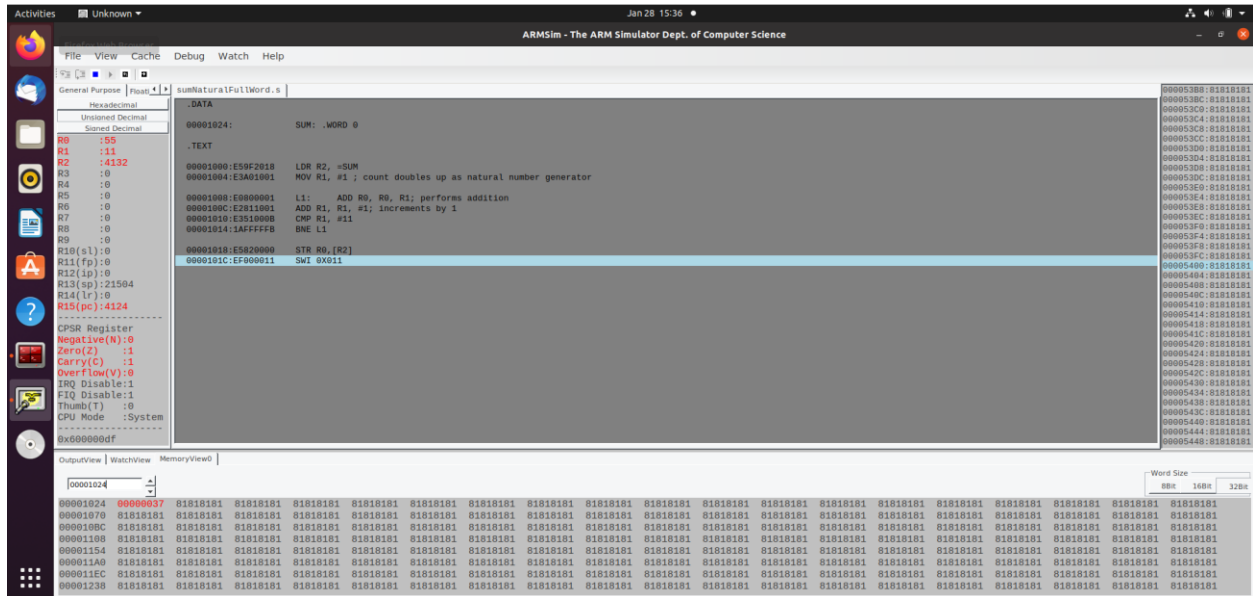 Activities
Unknown
Jan 28 15:36
ARMSim - The ARM Simulator Dept. of Computer Science
File View Cache Debug Watch Help
General Purpose Floati
sumNaturalFullWord.s
Hexadecimal
Unsigned Decimal
Signed Decimal
R0 :55
R1 :11
R2 :4132
R3 :0
R4 :0
R5 :0
R6 :0
R7 :0
R8 :0
R9 :0
R10(sl):0
R11(fp):0
R12(ip):0
R13(sp):21504
R14(lr):0
R15(pc):4124
------------------
CPSR Register
Negative(N):0
Zero(Z) :1
Carry(C) :1
Overflow(V):0
IRQ Disable:1
FIQ Disable:1
Thumb(T) :0
CPU Mode :System
------------------
0x600000df
.DATA
00001024: SUM: .WORD 0
.TEXT
00001000:E59F2018 LDR R2, =SUM
00001004:E3A01001 MOV R1, #1 ; count doubles up as natural number generator
00001008:E0800001 L1: ADD R0, R0, R1; performs addition
0000100C:E2811001 ADD R1, R1, #1; increments by 1
00001010:E351000B CMP R1, #11
00001014:1AFFFFFB BNE L1
00001018:E5820000 STR R0,[R2]
0000101C:EF000011 SWI 0X011
000053B8:81818181
000053BC:81818181
000053C0:81818181
000053C4:81818181
000053C8:81818181
000053CC:81818181
000053D0:81818181
000053D4:81818181
000053D8:81818181
000053DC:81818181
000053E0:81818181
000053E4:81818181
000053E8:81818181
000053EC:81818181
000053F0:81818181
000053F4:81818181
000053F8:81818181
000053FC:81818181
00005400:81818181
00005404:81818181
00005408:81818181
0000540C:81818181
00005410:81818181
00005414:81818181
00005418:81818181
0000541C:81818181
00005420:81818181
00005424:81818181
00005428:81818181
0000542C:81818181
00005430:81818181
00005434:81818181
00005438:81818181
0000543C:81818181
00005440:81818181
00005444:81818181
00005448:81818181
OutputView WatchView MemoryView0
00001024
Word Size
8Bit 16Bit 32Bit
00001024 00000037 81818181 81818181 81818181 81818181 81818181 81818181 81818181 81818181 81818181 81818181 81818181 81818181 81818181 81818181 81818181 81818181 81818181 81818181
00001070 81818181 81818181 81818181 81818181 81818181 81818181 81818181 81818181 81818181 81818181 81818181 81818181 81818181 81818181 81818181 81818181 81818181 81818181 81818181
000010BC 81818181 81818181 81818181 81818181 81818181 81818181 81818181 81818181 81818181 81818181 81818181 81818181 81818181 81818181 81818181 81818181 81818181 81818181 81818181
00001108 81818181 81818181 81818181 81818181 81818181 81818181 81818181 81818181 81818181 81818181 81818181 81818181 81818181 81818181 81818181 81818181 81818181 81818181 81818181
00001154 81818181 81818181 81818181 81818181 81818181 81818181 81818181 81818181 81818181 81818181 81818181 81818181 81818181 81818181 81818181 81818181 81818181 81818181 81818181
000011A0 81818181 81818181 81818181 81818181 81818181 81818181 81818181 81818181 81818181 81818181 81818181 81818181 81818181 81818181 81818181 81818181 81818181 81818181 81818181
000011EC 81818181 81818181 81818181 81818181 81818181 81818181 81818181 81818181 81818181 81818181 81818181 81818181 81818181 81818181 81818181 81818181 81818181 81818181 81818181
00001238 81818181 81818181 81818181 81818181 81818181 81818181 81818181 81818181 81818181 81818181 81818181 81818181 81818181 81818181 81818181 81818181 81818181 81818181 81818181